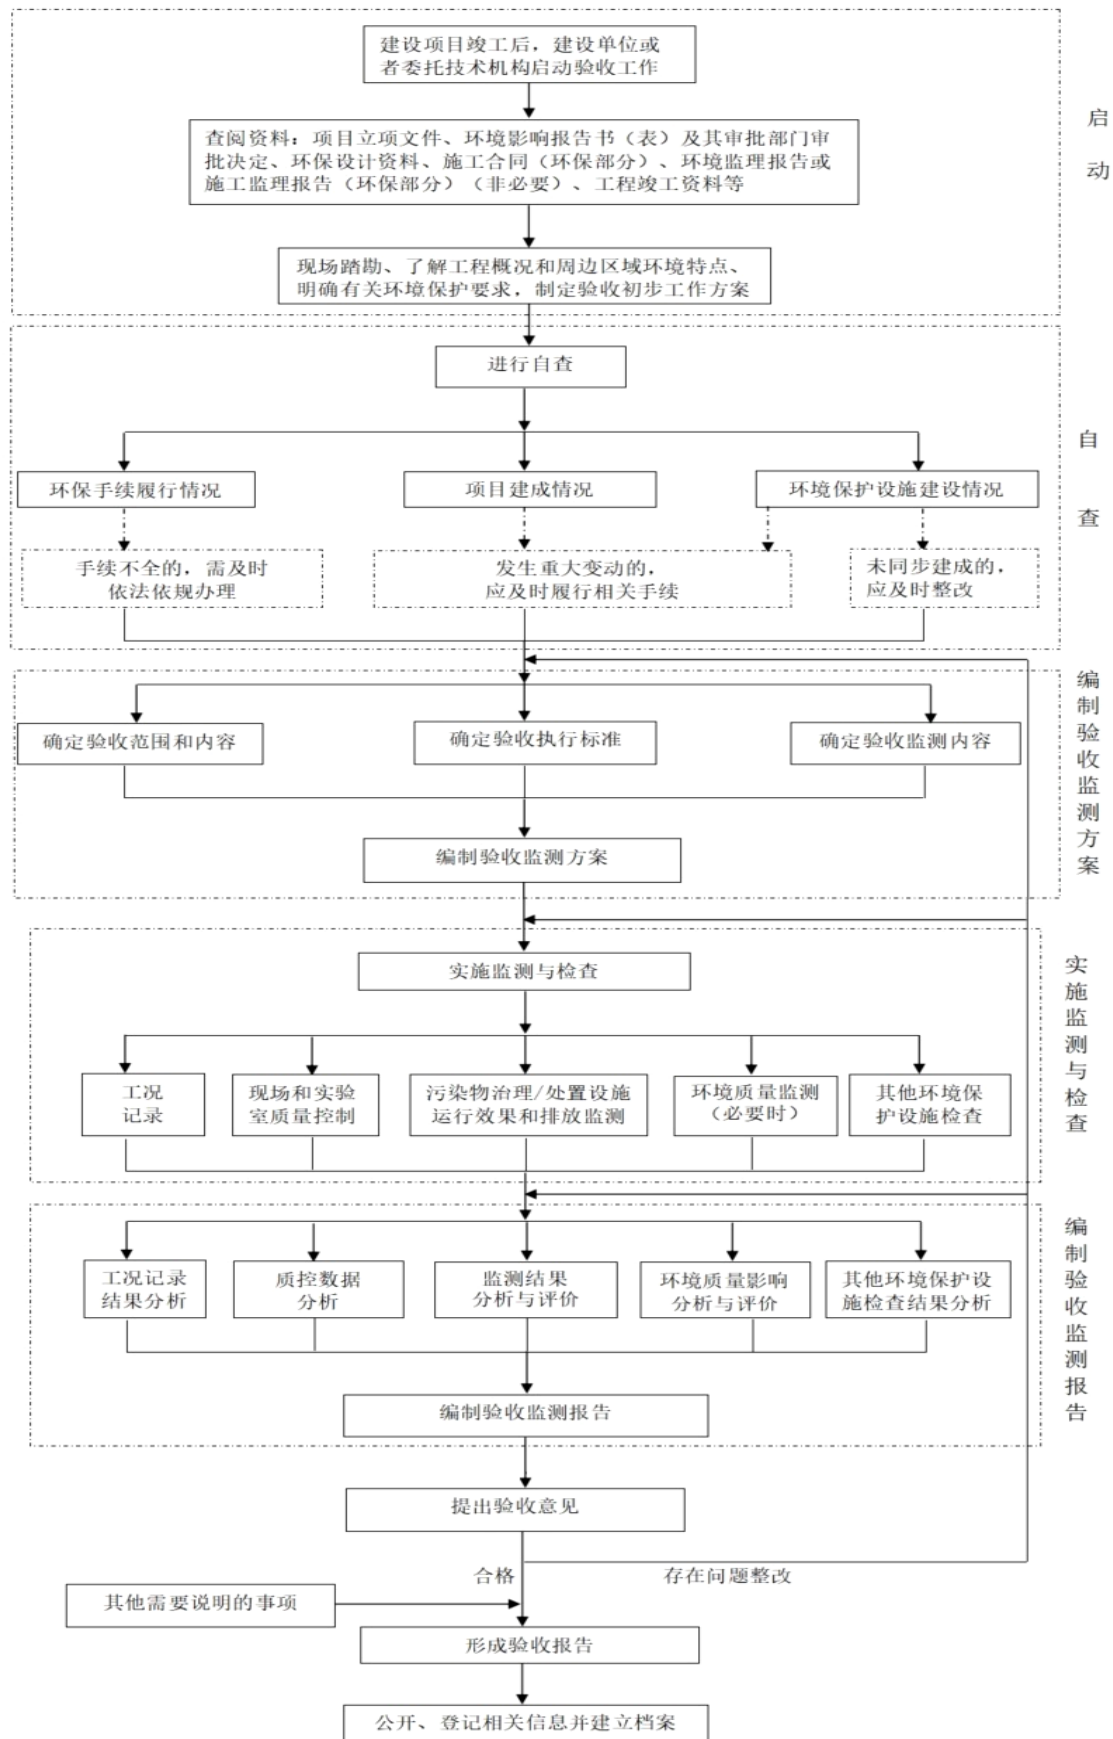 建设项目竣工后，建设单位或
者委托技术机构启动验收工作
启
动
查阅资料：项目立项文件、环境影响报告书（表）及其审批部门审
批决定、环保设计资料、施工合同（环保部分）、环境监理报告或
施工监理报告（环保部分）（非必要）、工程竣工资料等
现场踏勘、了解工程概况和周边区域环境特点、
明确有关环境保护要求，制定验收初步工作方案
进行自查
自
查
环保手续履行情况
项目建成情况
环境保护设施建设情况
手续不全的，需及时
依法依规办理
发生重大变动的，
应及时履行相关手续
未同步建成的，
应及时整改
编
制
验
收
监
测
方
案
确定验收范围和内容
确定验收执行标准
确定验收监测内容
编制验收监测方案
实
施
监
测
与
检
查
实施监测与检查
工况
记录
现场和实验
室质量控制
污染物治理/处置设施
运行效果和排放监测
环境质量监测
（必要时）
其他环境保
护设施检查
编
制
验
收
监
测
报
告
工况记录
结果分析
质控数据
分析
监测结果
分析与评价
环境质量影响
分析与评价
其他环境保护设
施检查结果分析
编制验收监测报告
提出验收意见
合格
存在问题整改
其他需要说明的事项
形成验收报告
公开、登记相关信息并建立档案